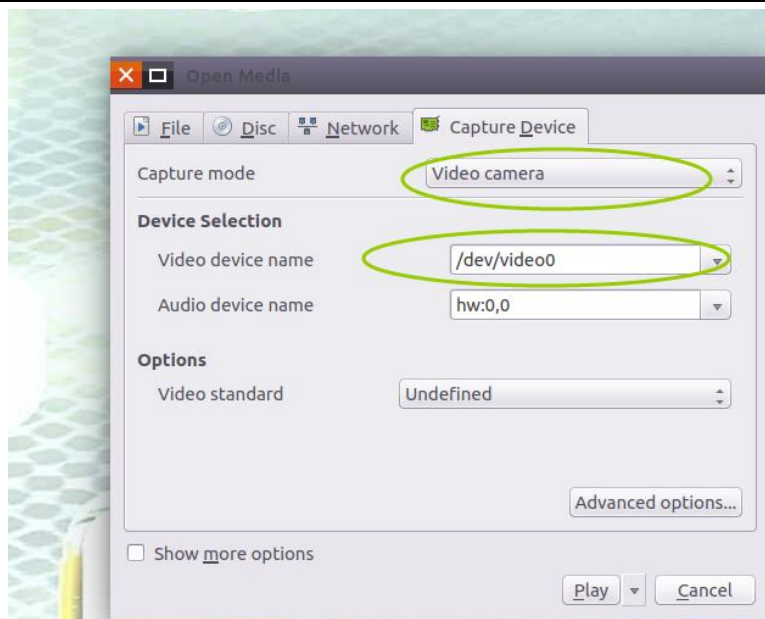 Open Media
File Disc Network Capture Device
Capture mode Video camera
Device Selection
Video device name /dev/video0
Audio device name hw:0,0
Options
Video standard Undefined
Advanced options...
Show more options
Play Cancel